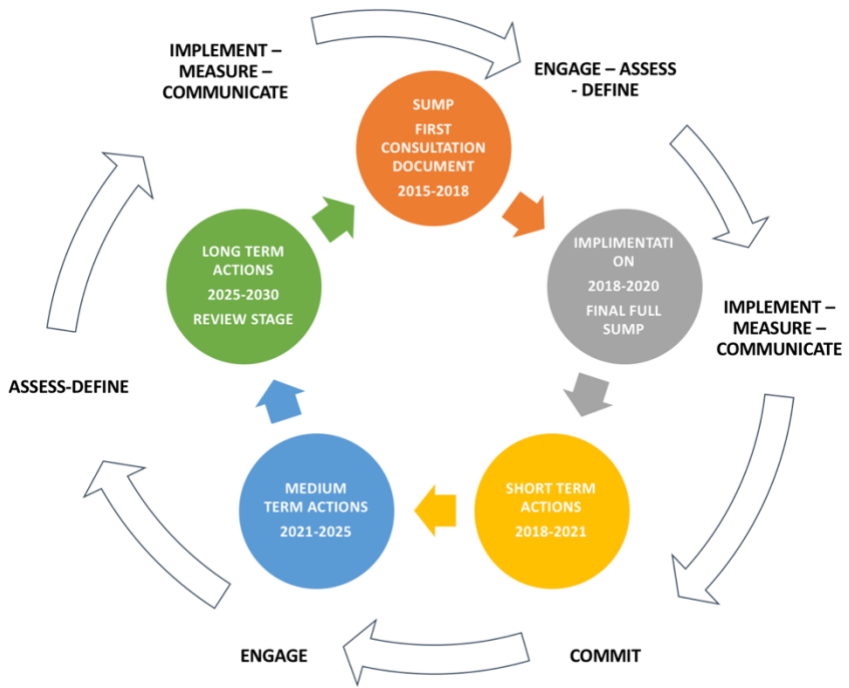 IMPLEMENT –
MEASURE –
COMMUNICATE
ENGAGE – ASSESS
- DEFINE
SUMP
FIRST
CONSULTATION
DOCUMENT
2015-2018
LONG TERM
ACTIONS
2025-2030
REVIEW STAGE
IMPLIMENTATI
ON
2018-2020
FINAL FULL
SUMP
IMPLEMENT –
MEASURE –
COMMUNICATE
ASSESS-DEFINE
MEDIUM
TERM ACTIONS
2021-2025
SHORT TERM
ACTIONS
2018-2021
ENGAGE
COMMIT